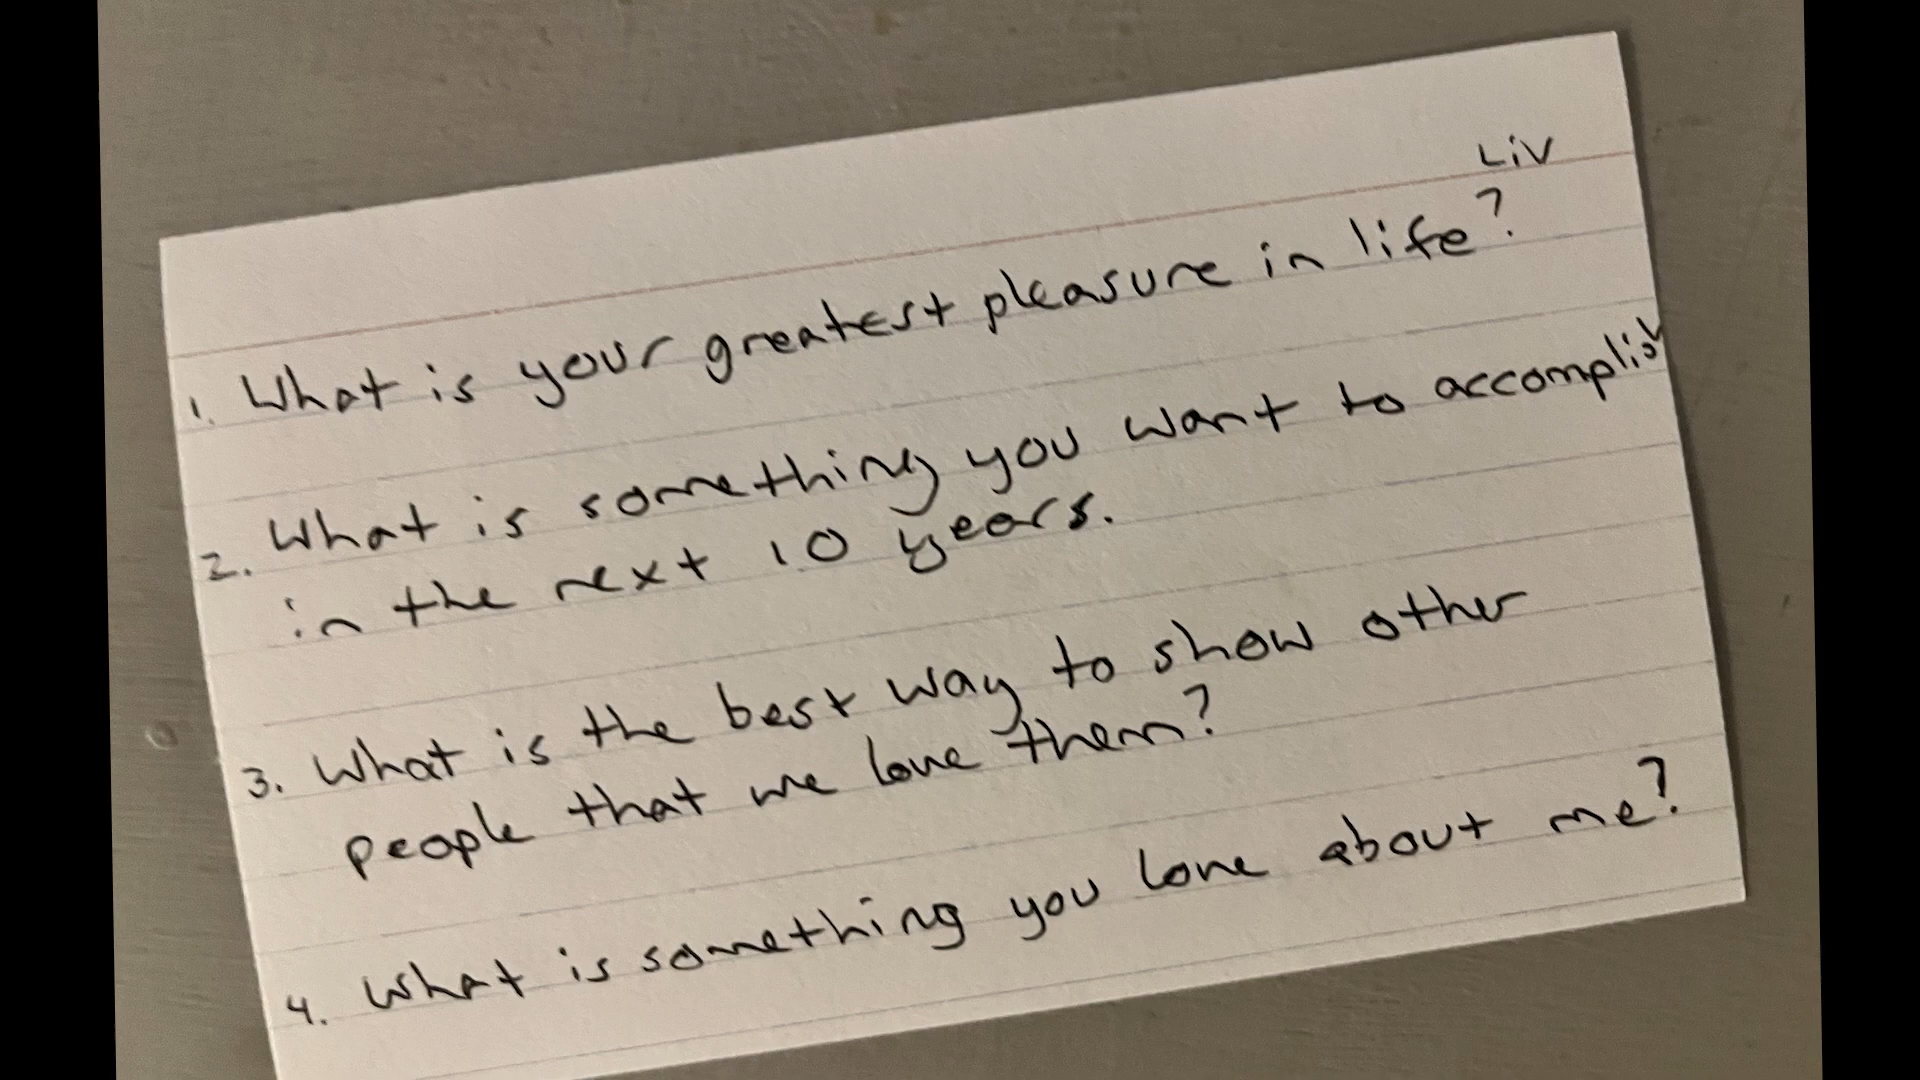 Liv
1. What is your greatest pleasure in life?
2. What is something you want to accomplish
in the next 10 years.
3. What is the best way to show other
people that we love them?
4. What is something you love about me?